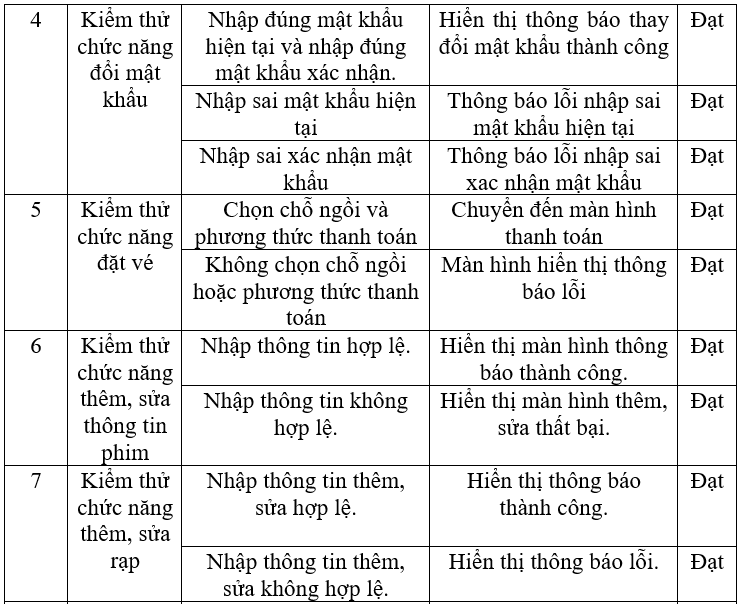 4
Kiểm thử
chức năng
đổi mật
khẩu
Nhập đúng mật khẩu
hiện tại và nhập đúng
mật khẩu xác nhận.
Hiển thị thông báo thay
đổi mật khẩu thành công
Đạt
Nhập sai mật khẩu hiện
tại
Thông báo lỗi nhập sai
mật khẩu hiện tại
Đạt
Nhập sai xác nhận mật
khẩu
Thông báo lỗi nhập sai
xac nhận mật khẩu
Đạt
5
Kiểm thử
chức năng
đặt vé
Chọn chỗ ngồi và
phương thức thanh toán
Chuyển đến màn hình
thanh toán
Đạt
Không chọn chỗ ngồi
hoặc phương thức thanh
toán
Màn hình hiển thị thông
báo lỗi
Đạt
6
Kiểm thử
chức năng
thêm, sửa
thông tin
phim
Nhập thông tin hợp lệ.
Hiển thị màn hình thông
báo thành công.
Đạt
Nhập thông tin không
hợp lệ.
Hiển thị màn hình thêm,
sửa thất bại.
Đạt
7
Kiểm thử
chức năng
thêm, sửa
rạp
Nhập thông tin thêm,
sửa hợp lệ.
Hiển thị thông báo
thành công.
Đạt
Nhập thông tin thêm,
sửa không hợp lệ.
Hiển thị thông báo lỗi.
Đạt